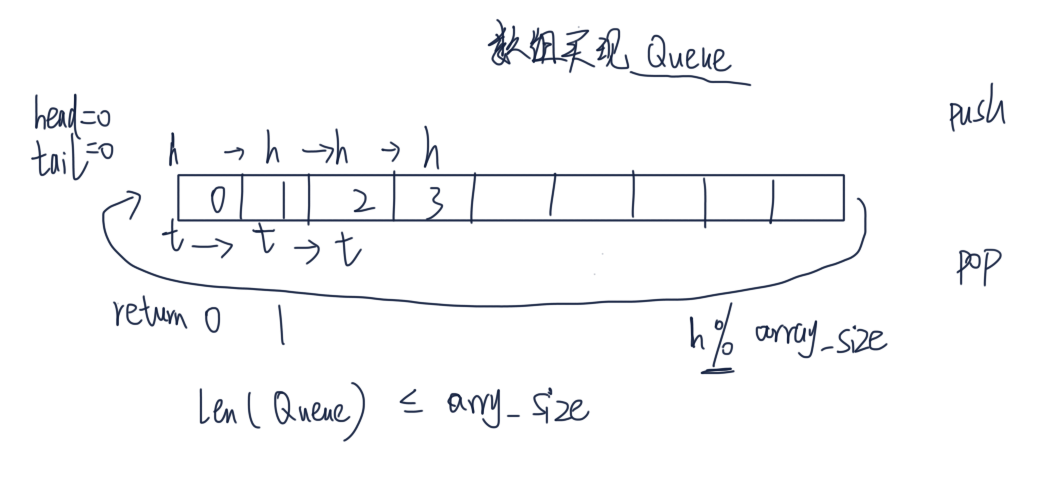 数组实现 Queue
push
head=0
tail=0
h → h → h → h
0 1 2 3
t → t → t
pop
return 0 1
h% array_size
len(Queue) ≤ arry_size